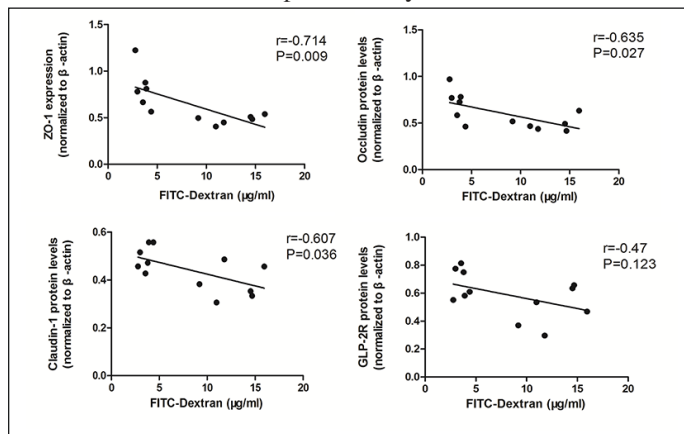 r=-0.714
P=0.009
ZO-1 expression
(normalized to β -actin)
1.5
1.0
0.5
0.0
0 5 10 15 20
FITC-Dextran (µg/ml)
r=-0.635
P=0.027
Occludin protein levels
(normalized to β -actin)
1.5
1.0
0.5
0.0
0 5 10 15 20
FITC-Dextran (µg/ml)
r=-0.607
P=0.036
Claudin-1 protein levels
(normalized to β -actin)
0.6
0.4
0.2
0.0
0 5 10 15 20
FITC-Dextran (µg/ml)
r=-0.47
P=0.123
GLP-2R protein levels
(normalized to β -actin)
1.0
0.8
0.6
0.4
0.2
0.0
0 5 10 15 20
FITC-Dextran (µg/ml)